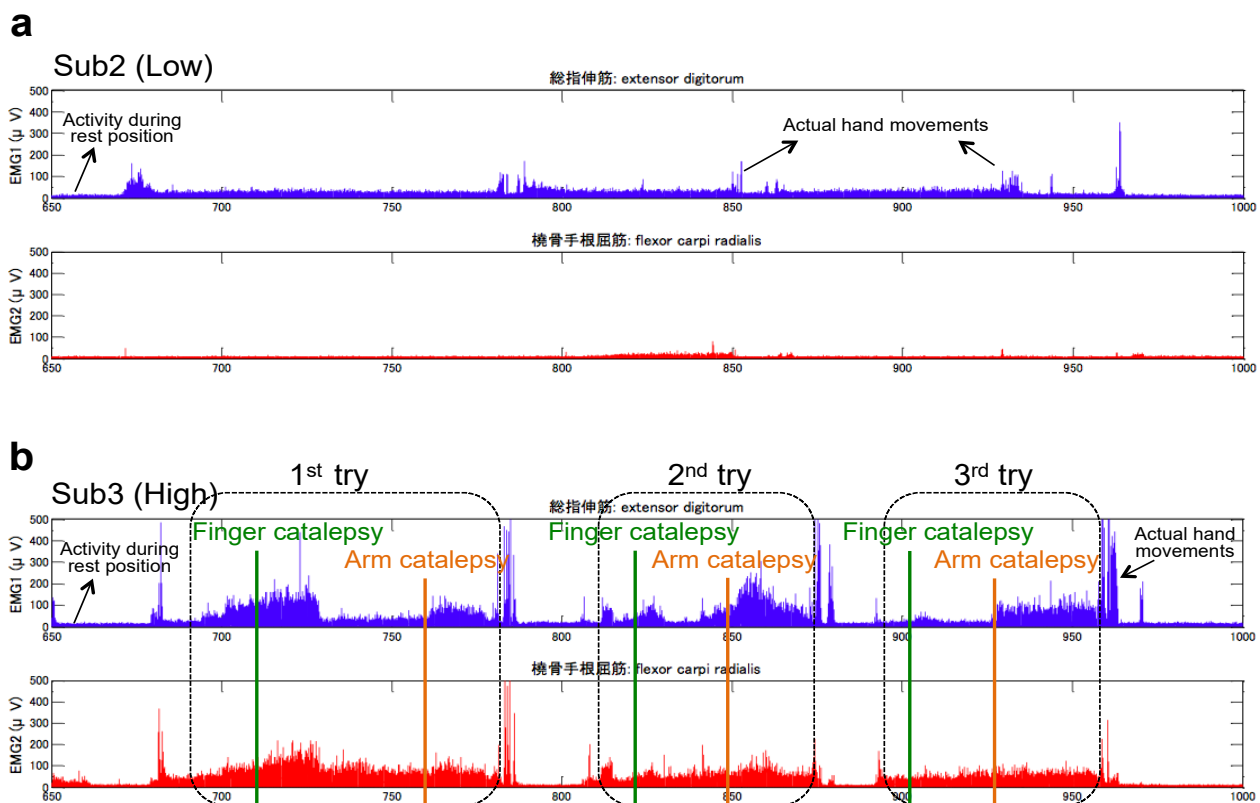 a
Sub2 (Low)
総指伸筋: extensor digitorum
EMG1 (μ V)
500
400
300
200
100
0
Activity during
rest position
Actual hand movements
650 700 750 800 850 900 950 1000
橈骨手根屈筋: flexor carpi radialis
EMG2 (μ V)
500
400
300
200
100
0
650 700 750 800 850 900 950 1000
b
Sub3 (High)
1st try
2nd try
3rd try
総指伸筋: extensor digitorum
EMG1 (μ V)
500
400
300
200
100
0
Finger catalepsy
Finger catalepsy
Finger catalepsy
Activity during
rest position
Arm catalepsy
Arm catalepsy
Arm catalepsy
Actual hand
movements
650 700 750 800 850 900 950 1000
橈骨手根屈筋: flexor carpi radialis
EMG2 (μ V)
500
400
300
200
100
0
650 700 750 800 850 900 950 1000